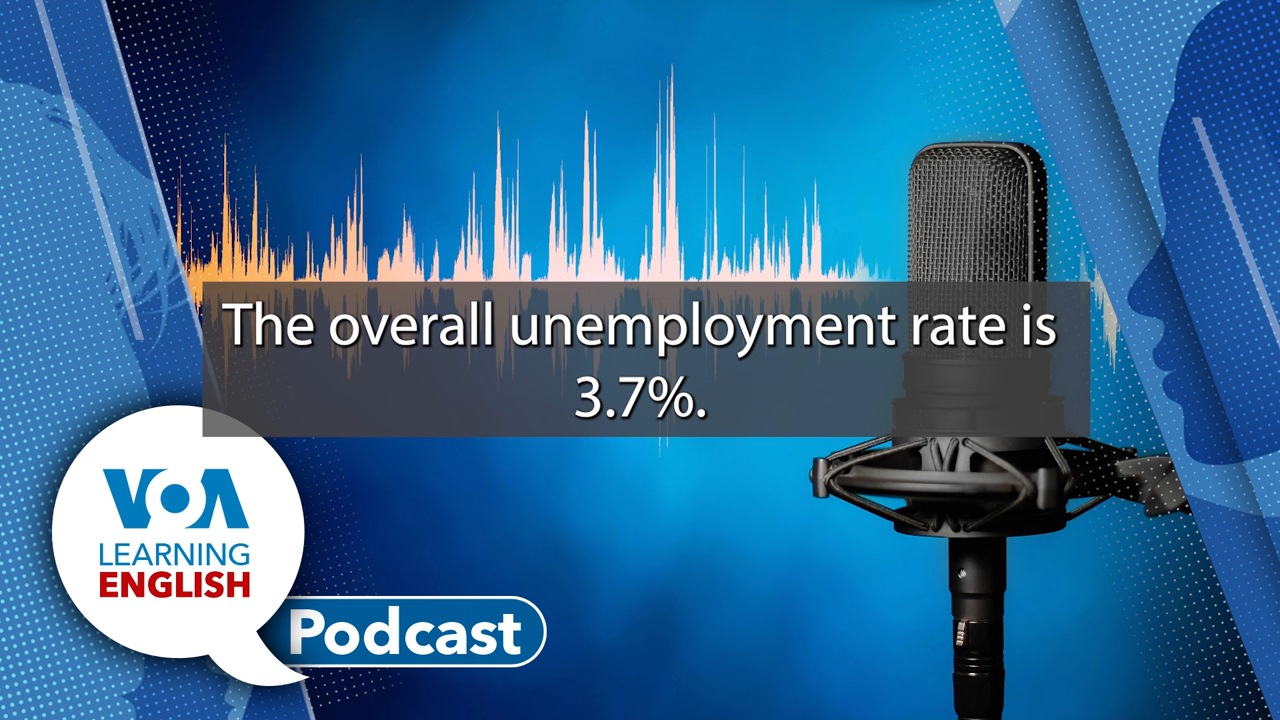 The overall unemployment rate is
3.7%.
VOA
LEARNING
ENGLISH
Podcast